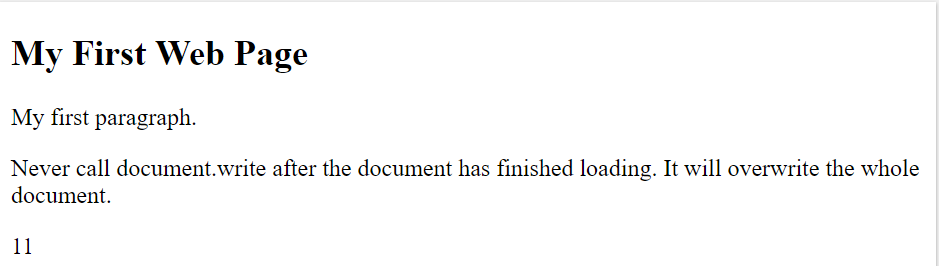 My First Web Page
My first paragraph.
Never call document.write after the document has finished loading. It will overwrite the whole
document.
11